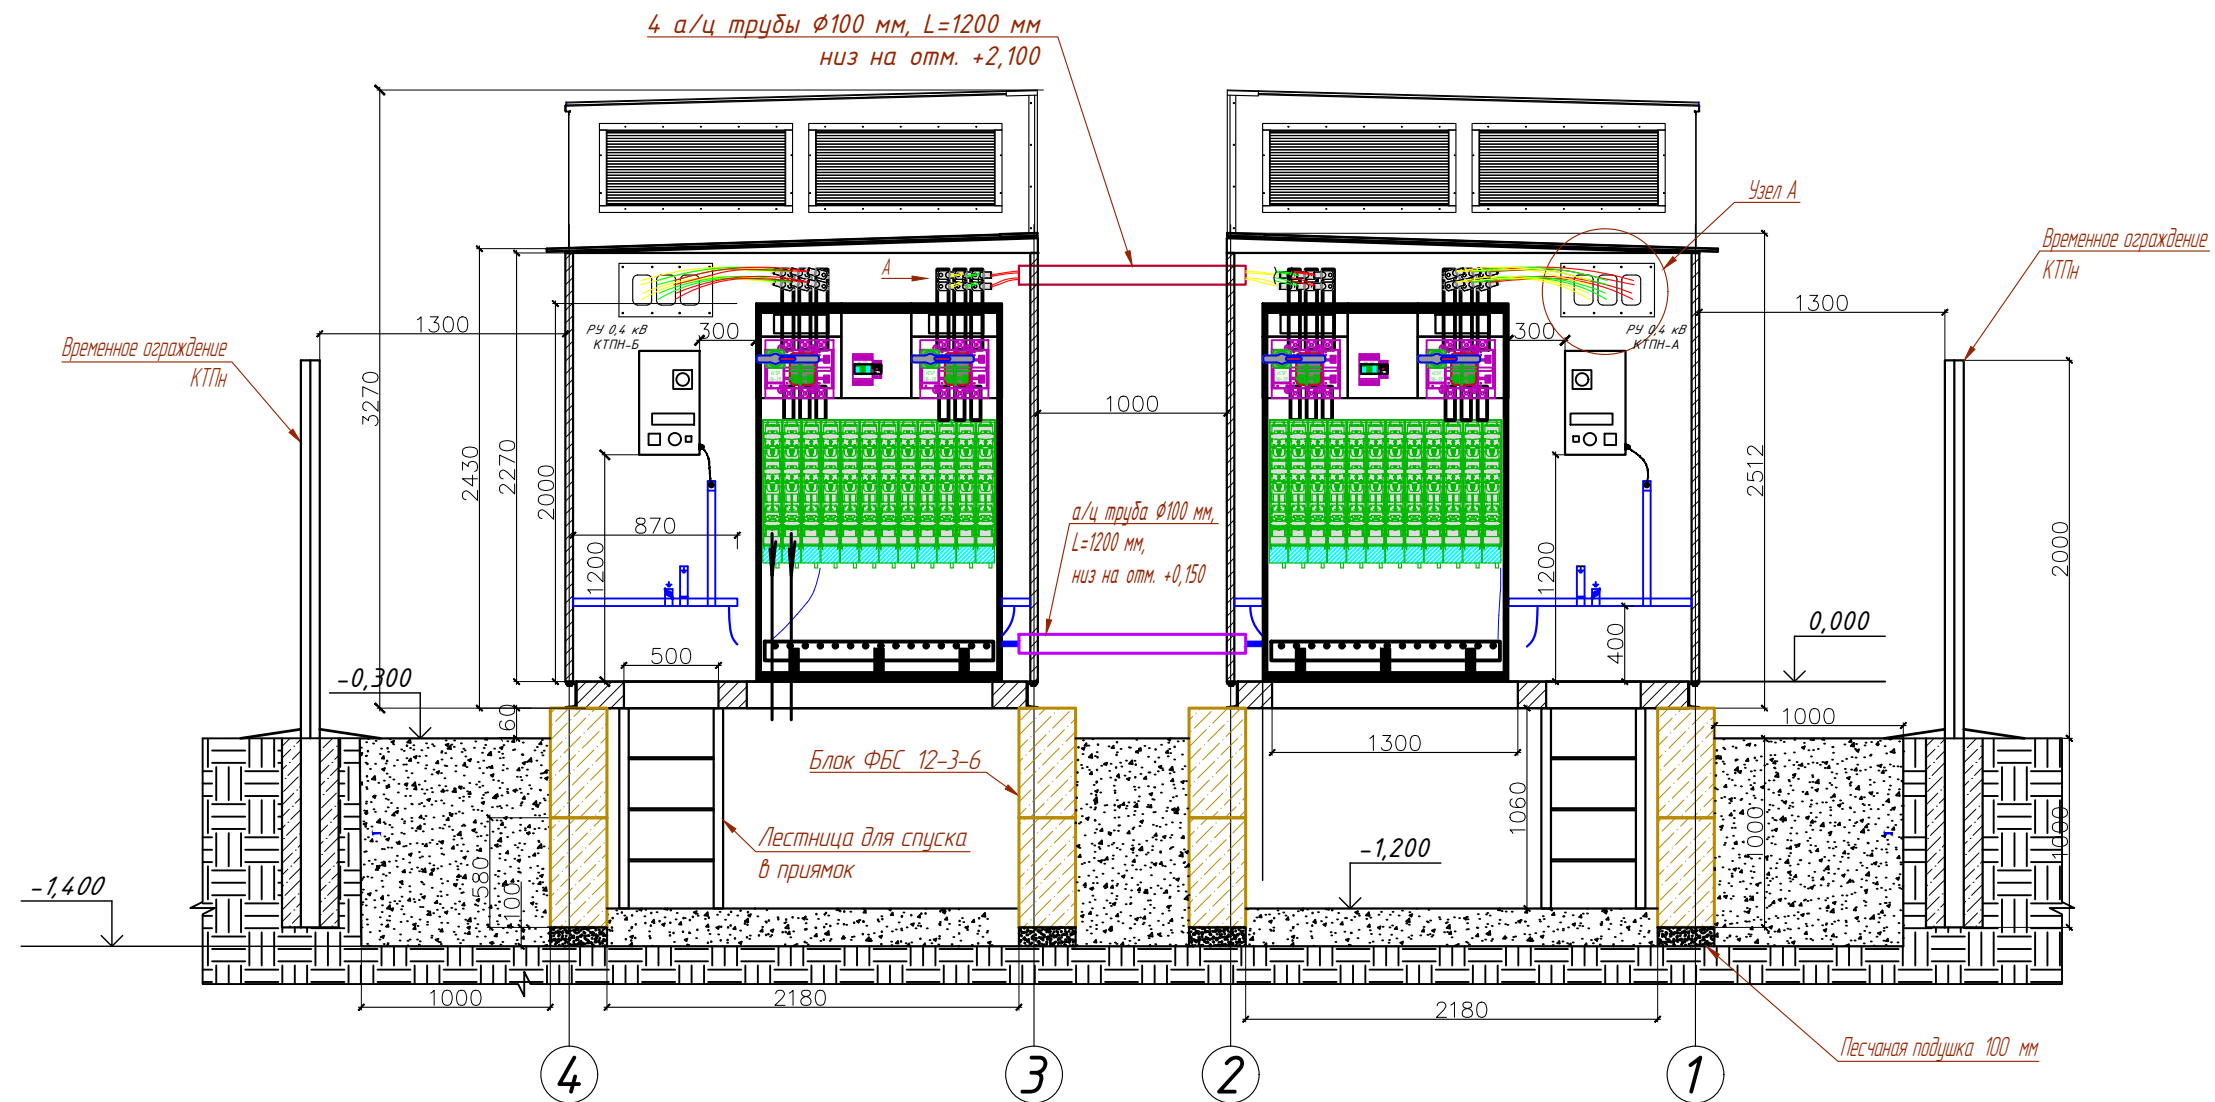 4 а/ц трубы Ф100 мм, L=1200 мм
низ на отм. +2,100
Узел А
Временное ограждение
КТПн
А
1300
1300
РУ 0,4 кВ
КТПН-Б
300
300
РУ 0,4 кВ
КТПН-А
Временное ограждение
КТПн
3270
2430
2270
2000
1000
2512
2000
870
1200
а/ц труба Ф100 мм,
L=1200 мм,
низ на отм. +0,150
1200
400
0,000
500
-0,300
160
1000
1300
Блок ФБС 12-3-6
Лестница для спуска
в приямок
1060
-1,200
1000
1000
580
100
-1,400
1000
2180
2180
Песчаная подушка 100 мм
4
3
2
1